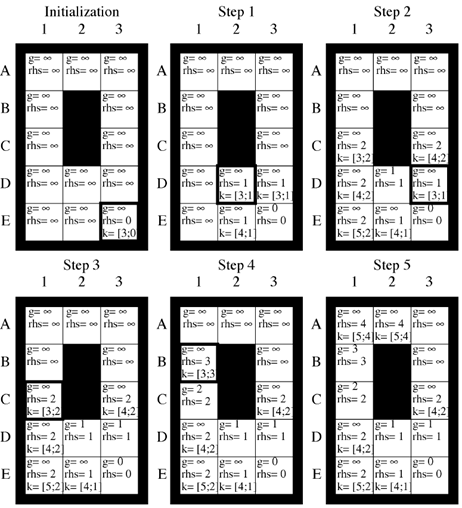 Initialization
1 2 3
A g= ∞ g= ∞ g= ∞
rhs= ∞ rhs= ∞ rhs= ∞
B g= ∞ g= ∞
rhs= ∞ rhs= ∞
C g= ∞ g= ∞
rhs= ∞ rhs= ∞
D g= ∞ g= ∞ g= ∞
rhs= ∞ rhs= ∞ rhs= ∞
E g= ∞ g= ∞ g= ∞
rhs= ∞ rhs= ∞ rhs= 0
k= [3;0
Step 1
1 2 3
A g= ∞ g= ∞ g= ∞
rhs= ∞ rhs= ∞ rhs= ∞
B g= ∞ g= ∞
rhs= ∞ rhs= ∞
C g= ∞ g= ∞
rhs= ∞ rhs= ∞
D g= ∞ g= ∞ g= ∞
rhs= ∞ rhs= 1 rhs= 1
k= [3;1 k= [3;1]
E g= ∞ g= ∞ g= 0
rhs= ∞ rhs= 1 rhs= 0
k= [4;1]
Step 2
1 2 3
A g= ∞ g= ∞ g= ∞
rhs= ∞ rhs= ∞ rhs= ∞
B g= ∞ g= ∞
rhs= ∞ rhs= ∞
C g= ∞ g= ∞
rhs= 2 rhs= 2
k= [3;2] k= [4;2
D g= ∞ g= 1 g= ∞
rhs= 2 rhs= 1 rhs= 1
k= [4;2] k= [3;1
E g= ∞ g= ∞ g= 0
rhs= 2 rhs= 1 rhs= 0
k= [5;2] k= [4;1]
Step 3
1 2 3
A g= ∞ g= ∞ g= ∞
rhs= ∞ rhs= ∞ rhs= ∞
B g= ∞ g= ∞
rhs= ∞ rhs= ∞
C g= ∞ g= ∞
rhs= 2 rhs= 2
k= [3;2 k= [4;2]
D g= ∞ g= 1 g= 1
rhs= 2 rhs= 1 rhs= 1
k= [4;2]
E g= ∞ g= ∞ g= 0
rhs= 2 rhs= 1 rhs= 0
k= [5;2] k= [4;1]
Step 4
1 2 3
A g= ∞ g= ∞ g= ∞
rhs= ∞ rhs= ∞ rhs= ∞
B g= ∞ g= ∞
rhs= 3 rhs= ∞
k= [3;3
C g= 2 g= ∞
rhs= 2 rhs= 2
k= [4;2]
D g= ∞ g= 1 g= 1
rhs= 2 rhs= 1 rhs= 1
k= [4;2]
E g= ∞ g= ∞ g= 0
rhs= 2 rhs= 1 rhs= 0
k= [5;2] k= [4;1]
Step 5
1 2 3
A g= ∞ g= ∞ g= ∞
rhs= 4 rhs= 4 rhs= ∞
k= [5;4] k= [5;4]
B g= 3 g= ∞
rhs= 3 rhs= ∞
C g= 2 g= ∞
rhs= 2 rhs= 2
k= [4;2]
D g= ∞ g= 1 g= 1
rhs= 2 rhs= 1 rhs= 1
k= [4;2]
E g= ∞ g= ∞ g= 0
rhs= 2 rhs= 1 rhs= 0
k= [5;2] k= [4;1]